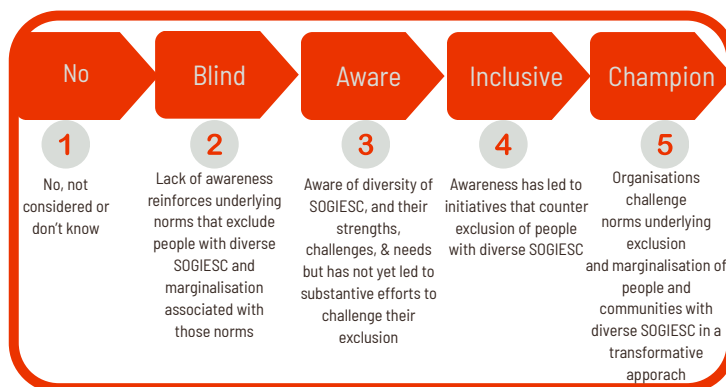 No
Blind
Aware
Inclusive
Champion
1
2
3
4
5
No, not
considered or
don't know
Lack of awareness
reinforces underlying
norms that exclude
people with diverse
SOGIESC and
marginalisation
associated with
those norms
Aware of diversity of
SOGIESC, and their
strengths,
challenges, & needs
but has not yet led to
substantive efforts to
challenge their
exclusion
Awareness has led to
initiatives that counter
exclusion of people
with diverse SOGIESC
Organisations
challenge
norms underlying
exclusion
and marginalisation of
people and
communities with
diverse SOGIESC in a
transformative
apporach